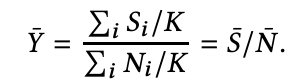 Ȳ = ∑ᵢ Sᵢ/K / ∑ᵢ Nᵢ/K = S̄/N̄.